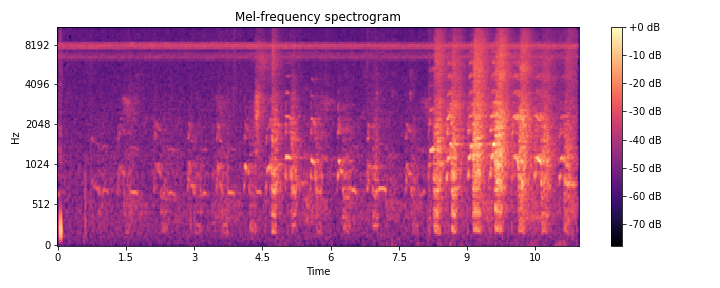 Mel-frequency spectrogram
+0 dB
8192
-10 dB
4096
-20 dB
-30 dB
2048
Hz
-40 dB
1024
-50 dB
512
-60 dB
-70 dB
0
0 1.5 3 4.5 6 7.5 9 10
Time